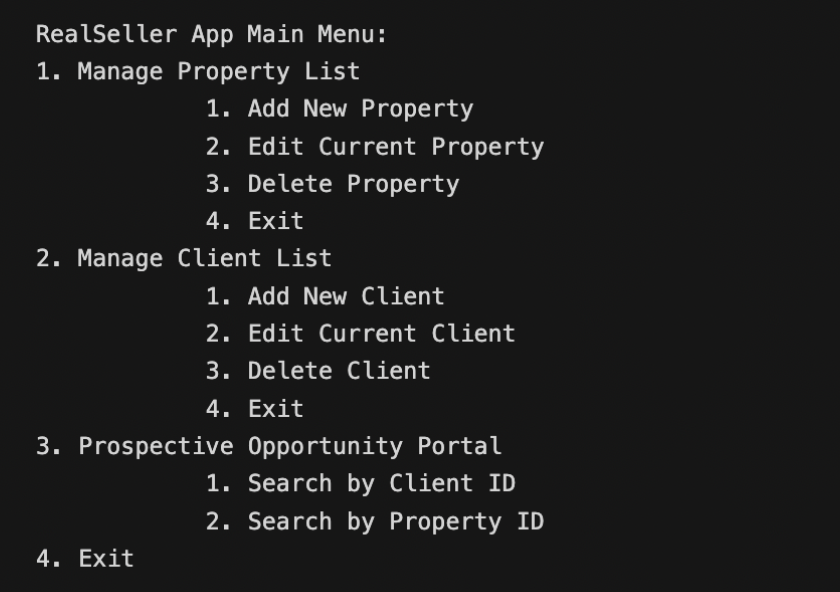 RealSeller App Main Menu:
1. Manage Property List
1. Add New Property
2. Edit Current Property
3. Delete Property
4. Exit
2. Manage Client List
1. Add New Client
2. Edit Current Client
3. Delete Client
4. Exit
3. Prospective Opportunity Portal
1. Search by Client ID
2. Search by Property ID
4. Exit